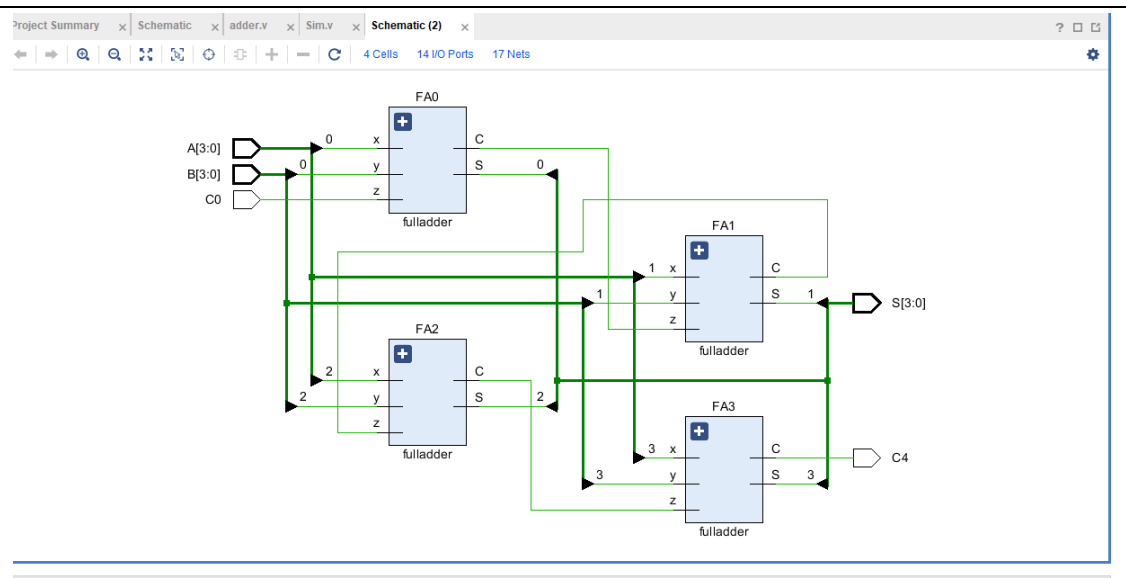 Project Summary Schematic adder.v Sim.v Schematic (2)
4 Cells 14 I/O Ports 17 Nets
FA0
A[3:0] 0 x C
B[3:0] 0 y S 0
C0 z
fulladder
FA1
1 x C
1 y S 1 S[3:0]
z
fulladder
FA2
2 x C
2 y S 2
z
fulladder
FA3
3 x C C4
3 y S 3
z
fulladder